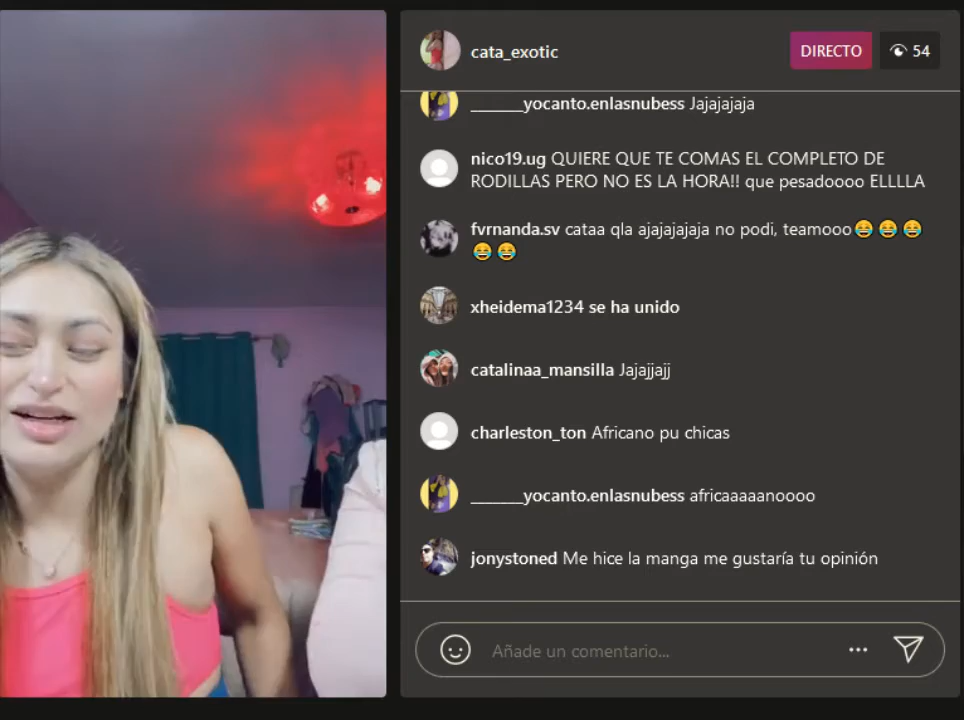 cata_exotic
DIRECTO
54
_______yocanto.enlasnubess Jajajajaja
nico19.ug QUIERE QUE TE COMAS EL COMPLETO DE
RODILLAS PERO NO ES LA HORA!! que pesadoooo ELLLLA
fvrnanda.sv cataa qla ajajajajaja no podi, teamooo😂😂😂
😂😂
xheidema1234 se ha unido
catalinaa_mansilla Jajajjajj
charleston_ton Africano pu chicas
_______yocanto.enlasnubess africaaaaanoooo
jonystoned Me hice la manga me gustaría tu opinión
Añade un comentario...